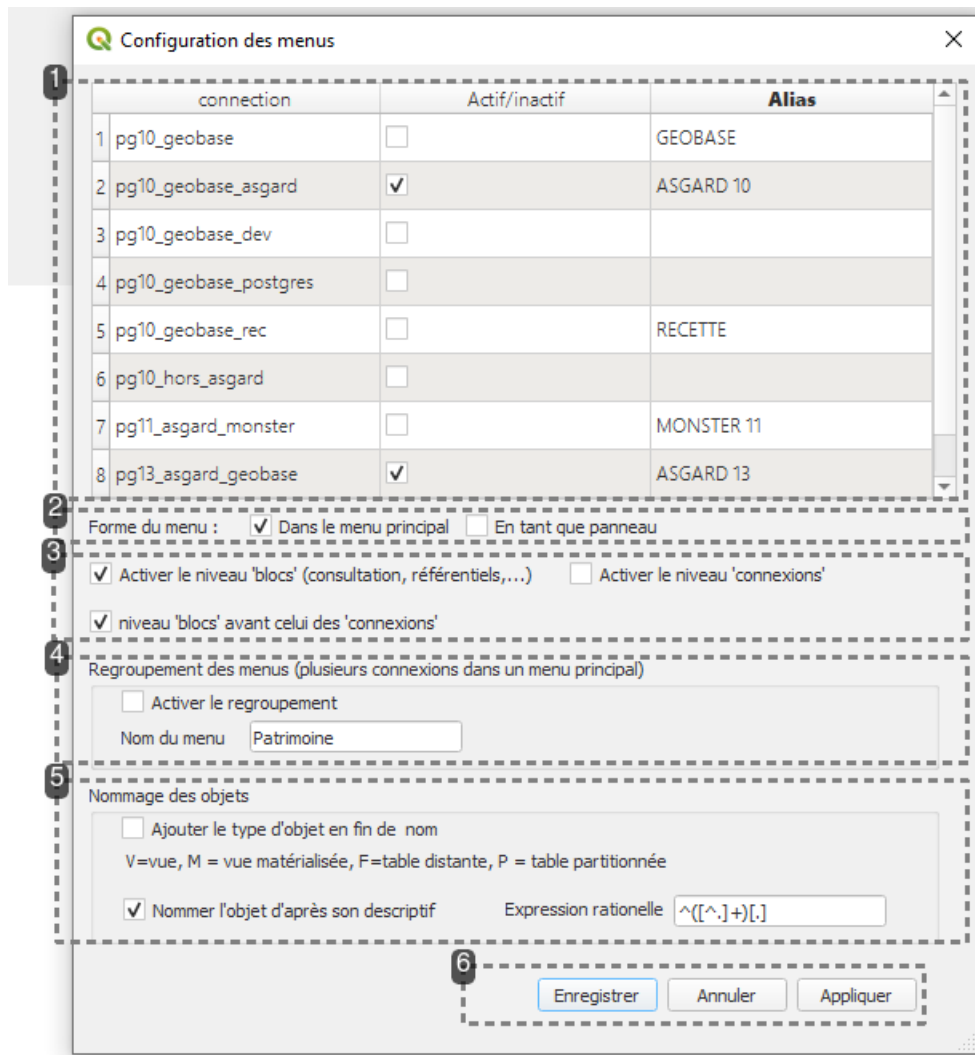 Configuration des menus
1
connection Actif/inactif Alias
1 pg10_geobase GEOBASE
2 pg10_geobase_asgard ASGARD 10
3 pg10_geobase_dev
4 pg10_geobase_postgres
5 pg10_geobase_rec RECETTE
6 pg10_hors_asgard
7 pg11_asgard_monster MONSTER 11
8 pg13_asgard_geobase ASGARD 13
2
Forme du menu : Dans le menu principal En tant que panneau
3
Activer le niveau 'blocs' (consultation, référentiels,...) Activer le niveau 'connexions'
niveau 'blocs' avant celui des 'connexions'
4
Regroupement des menus (plusieurs connexions dans un menu principal)
Activer le regroupement
Nom du menu Patrimoine
5
Nommage des objets
Ajouter le type d'objet en fin de nom
V=vue, M = vue matérialisée, F=table distante, P = table partitionnée
Nommer l'objet d'après son descriptif Expression rationelle ^([^.]+)[.]
6
Enregistrer Annuler Appliquer